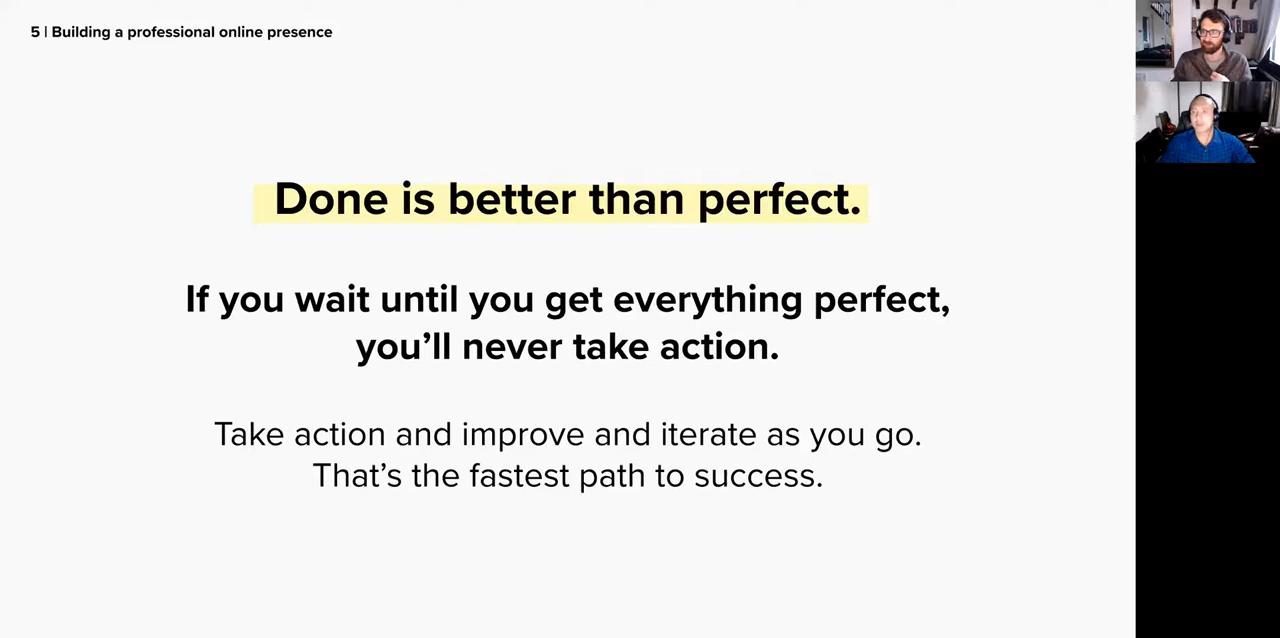 5 | Building a professional online presence
Done is better than perfect.
If you wait until you get everything perfect,
you’ll never take action.
Take action and improve and iterate as you go.
That’s the fastest path to success.